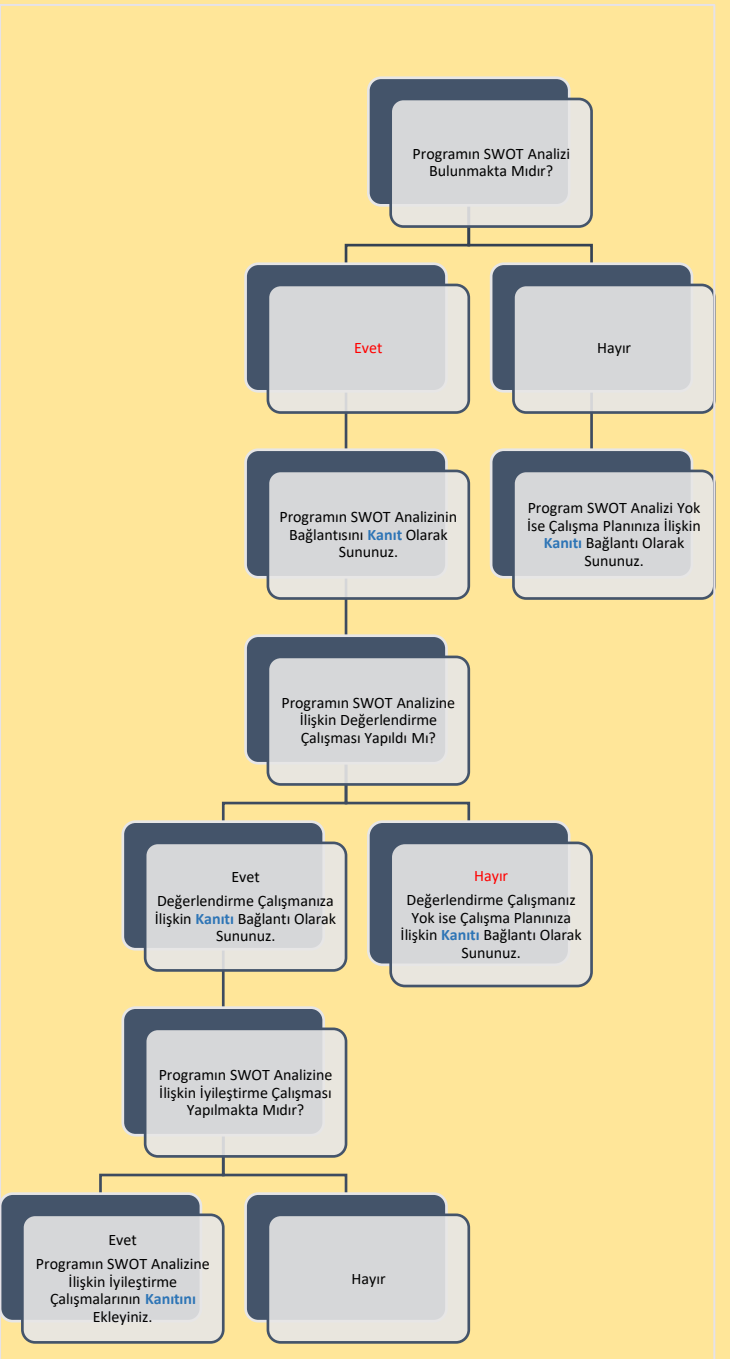 Programın SWOT Analizi
Bulunmakta Mıdır?
Evet
Hayır
Programın SWOT Analizinin
Bağlantısını Kanıt Olarak
Sununuz.
Program SWOT Analizi Yok
İse Çalışma Planınıza İlişkin
Kanıtı Bağlantı Olarak
Sununuz.
Programın SWOT Analizine
İlişkin Değerlendirme
Çalışması Yapıldı Mı?
Evet
Değerlendirme Çalışmanıza
İlişkin Kanıtı Bağlantı Olarak
Sununuz.
Hayır
Değerlendirme Çalışmanız
Yok ise Çalışma Planınıza
İlişkin Kanıtı Bağlantı Olarak
Sununuz.
Programın SWOT Analizine
İlişkin İyileştirme Çalışması
Yapılmakta Mıdır?
Evet
Programın SWOT Analizine
İlişkin İyileştirme
Çalışmalarının Kanıtını
Ekleyiniz.
Hayır